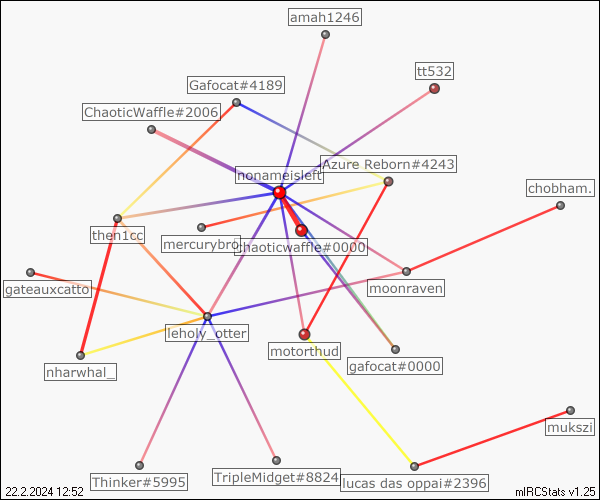 amah1246
tt532
Gafocat#4189
ChaoticWaffle#2006
Azure Reborn#4243
nonameisleft
chobham.
then1cc
mercurybro
chaoticwaffle#0000
gateauxcatto
moonraven
leholy_otter
motorthud
gafocat#0000
nharwhal_
mukszi
Thinker#5995
TripleMidget#8824
lucas das oppai#2396
22.2.2024 12:52
mIRCStats v1.25